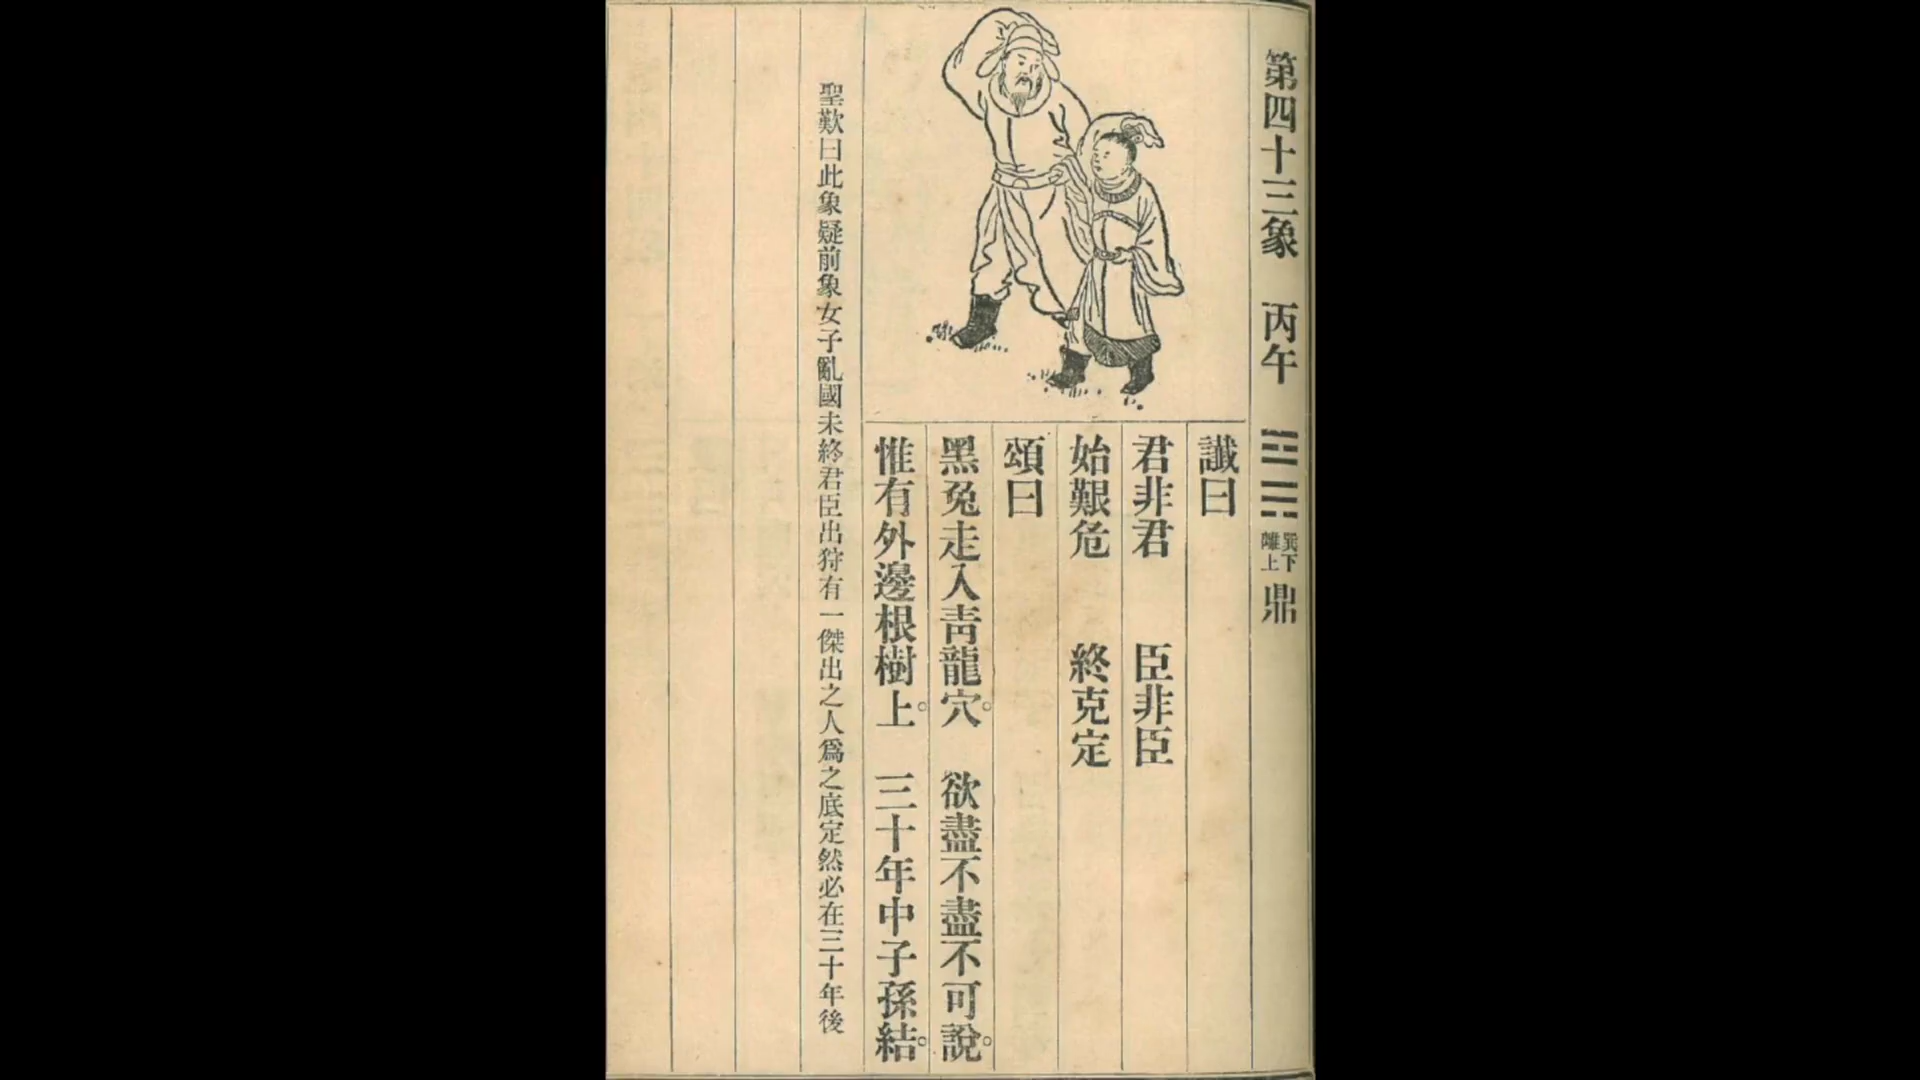 第四十三象 丙午 ䷱ 巽下離上 鼎
讖曰
君非君 臣非臣
始艱危 終克定
頌曰
黑兔走入青龍穴。欲盡不盡不可說。
惟有外邊根樹上。三十年中子孫結。
聖歎曰此象疑前象女子亂國未終君臣出狩有一傑出之人爲之底定然必在三十年後